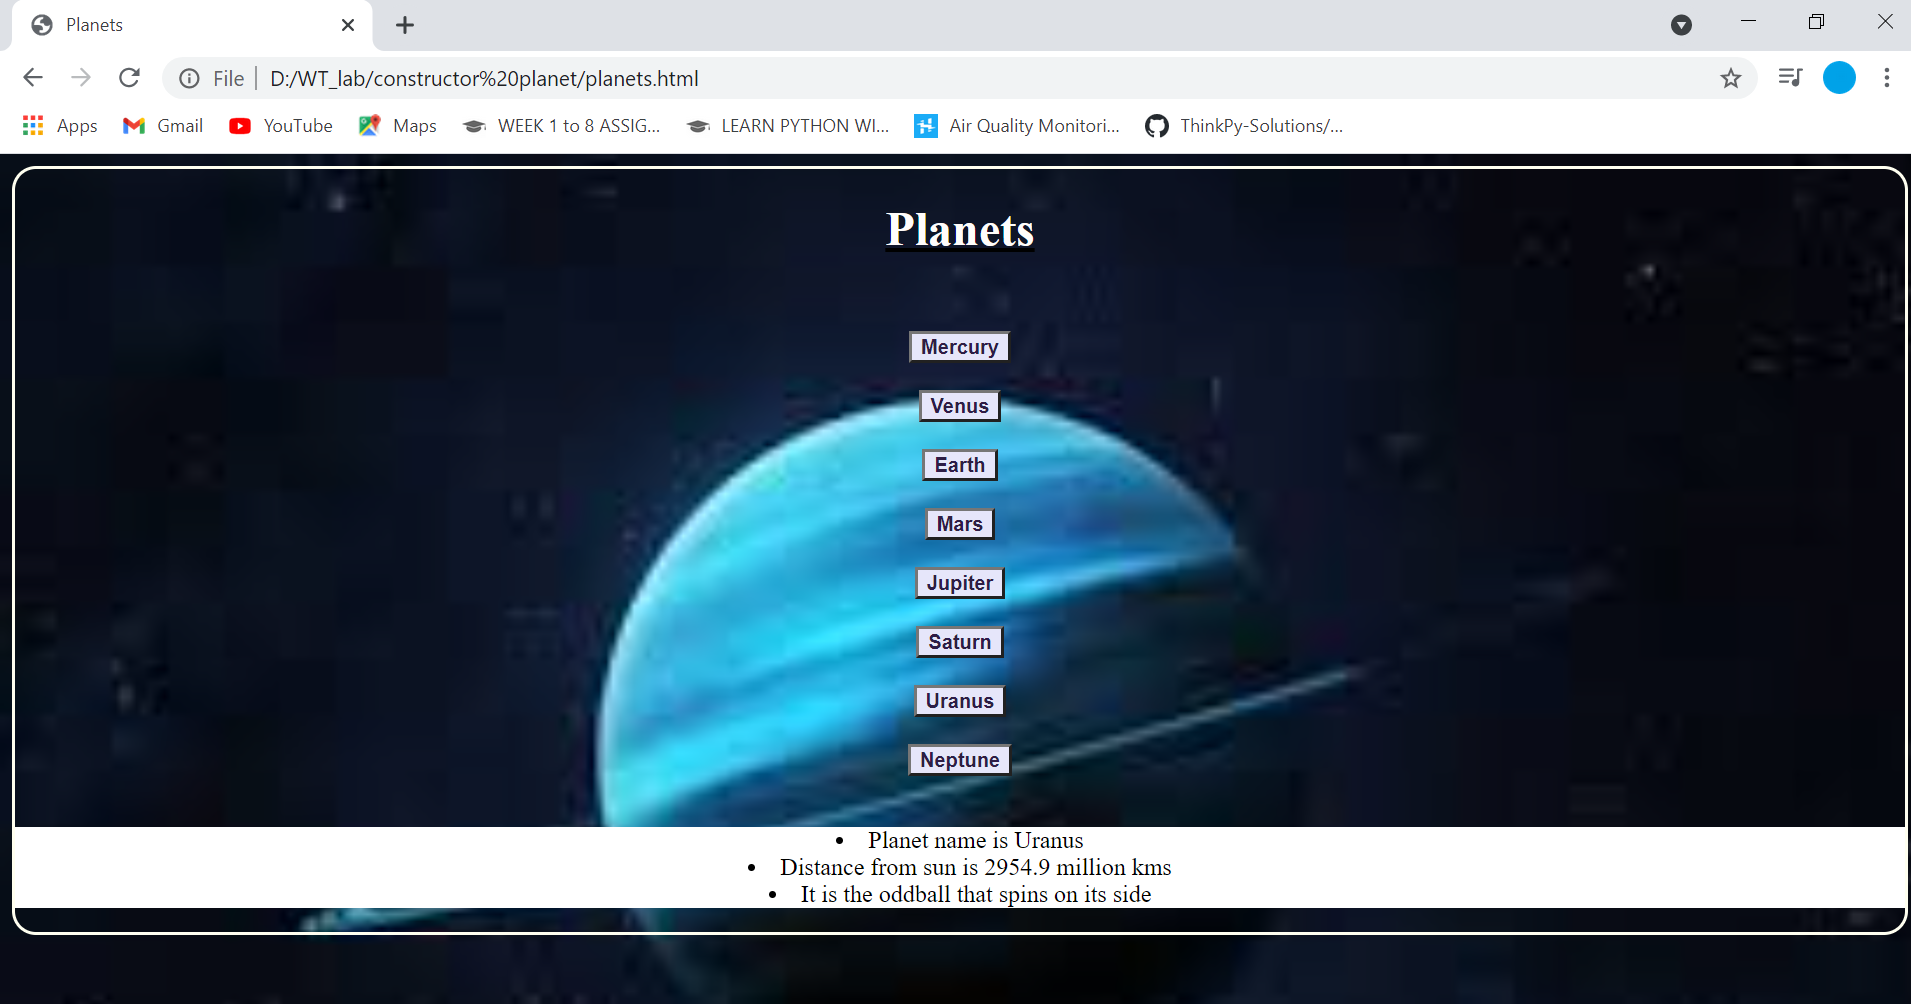 Planets
File D:/WT_lab/constructor%20planet/planets.html
Apps Gmail YouTube Maps WEEK 1 to 8 ASSIG... LEARN PYTHON WI... Air Quality Monitori... ThinkPy-Solutions/...
Planets
Mercury
Venus
Earth
Mars
Jupiter
Saturn
Uranus
Neptune
• Planet name is Uranus
• Distance from sun is 2954.9 million kms
• It is the oddball that spins on its side